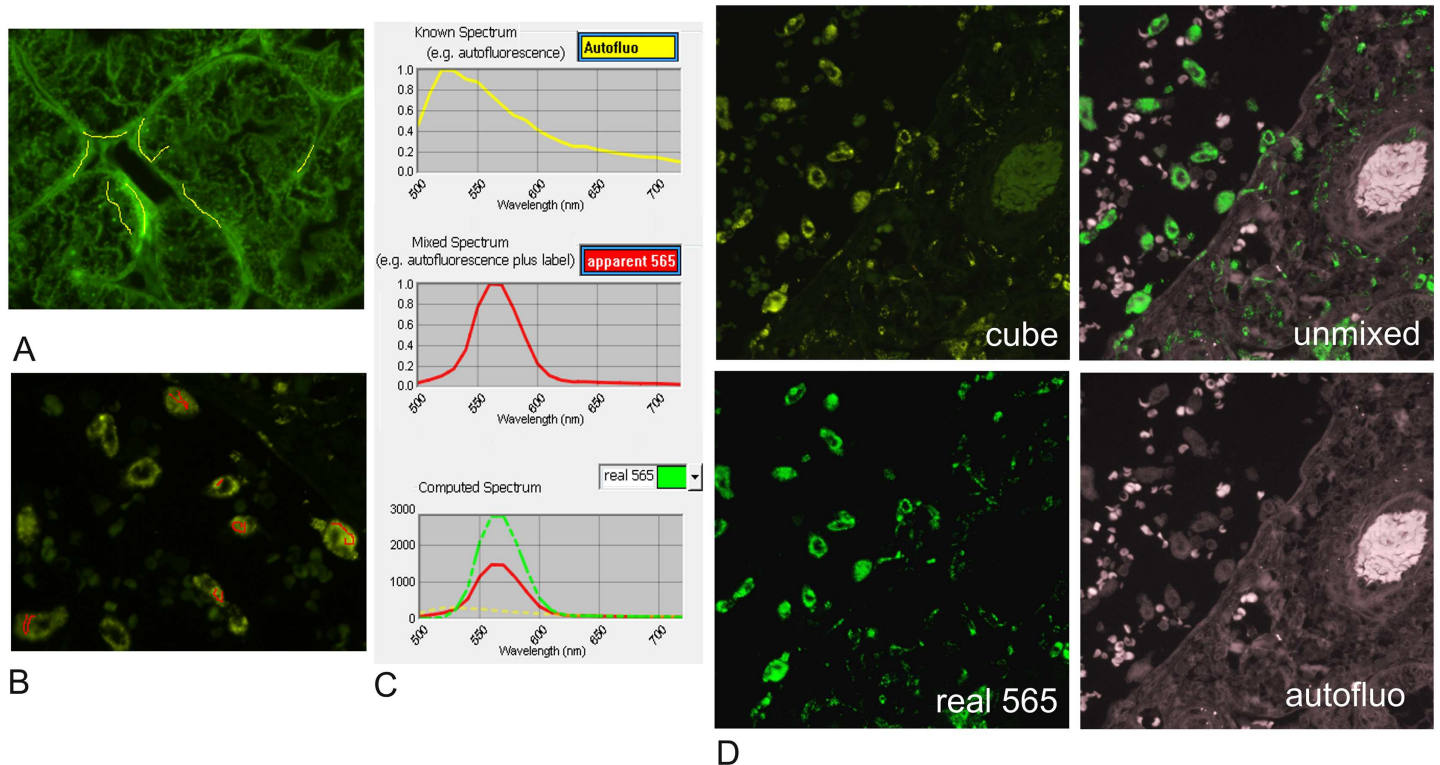 A
B
Known Spectrum
(e.g. autofluorescence)
Autofluo
1.0
0.8
0.6
0.4
0.2
0.0
500
550
600
650
700
Wavelength (nm)
Mixed Spectrum
(e.g. autofluorescence plus label)
apparent 565
1.0
0.8
0.6
0.4
0.2
0.0
500
550
600
650
700
Wavelength (nm)
real 565
Computed Spectrum
3000
2000
1000
0
500
550
600
650
700
Wavelength (nm)
C
cube
unmixed
real 565
autofluo
D